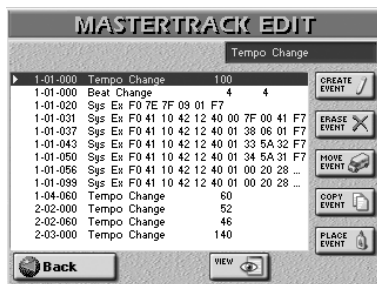 MASTERTRACK EDIT
Tempo Change
1-01-000 Tempo Change 100
1-01-000 Beat Change 4 4
1-01-020 Sys Ex F0 7E 7F 09 01 F7
1-01-031 Sys Ex F0 41 10 42 12 40 00 7F 00 41 F7
1-01-037 Sys Ex F0 41 10 42 12 40 01 38 06 01 F7
1-01-043 Sys Ex F0 41 10 42 12 40 01 33 5A 32 F7
1-01-050 Sys Ex F0 41 10 42 12 40 01 34 5A 31 F7
1-01-056 Sys Ex F0 41 10 42 12 40 01 00 20 28 ...
1-01-099 Sys Ex F0 41 10 42 12 40 01 00 20 28 ...
1-04-060 Tempo Change 60
2-02-000 Tempo Change 52
2-02-060 Tempo Change 46
2-03-000 Tempo Change 140
CREATE
EVENT
ERASE
EVENT
MOVE
EVENT
COPY
EVENT
PLACE
EVENT
Back
VIEW